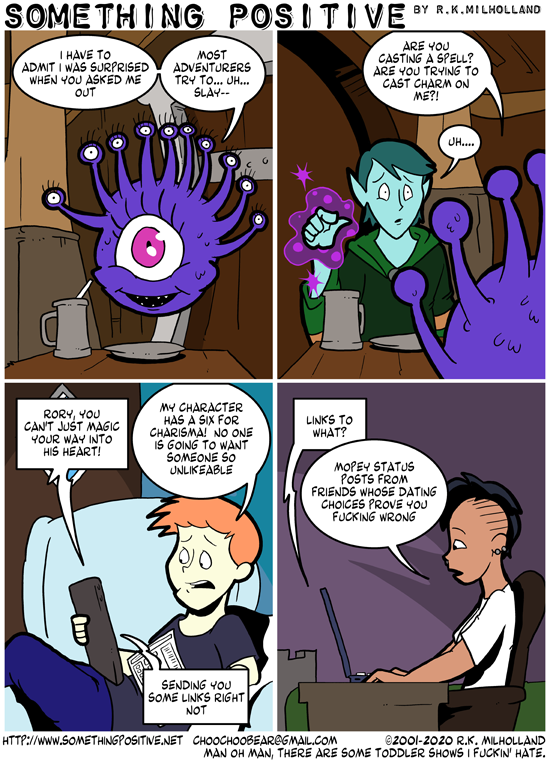 SOMETHING POSITIVE BY R.K.MILHOLLAND
I HAVE TO
ADMIT I WAS SURPRISED
WHEN YOU ASKED ME
OUT
MOST
ADVENTURERS
TRY TO... UH...
SLAY--
ARE YOU
CASTING A SPELL?
ARE YOU TRYING TO
CAST CHARM ON
ME?!
UH....
RORY, YOU
CAN'T JUST MAGIC
YOUR WAY INTO
HIS HEART!
MY CHARACTER
HAS A SIX FOR
CHARISMA! NO ONE
IS GOING TO WANT
SOMEONE SO
UNLIKEABLE
SENDING YOU
SOME LINKS RIGHT
NOT
LINKS TO
WHAT?
MOPEY STATUS
POSTS FROM
FRIENDS WHOSE DATING
CHOICES PROVE YOU
FUCKING WRONG
HTTP://WWW.SOMETHINGPOSITIVE.NET CHOOCHOOBEAR@GMAIL.COM ©2001-2020 R.K. MILHOLLAND
MAN OH MAN, THERE ARE SOME TODDLER SHOWS I FUCKIN' HATE.